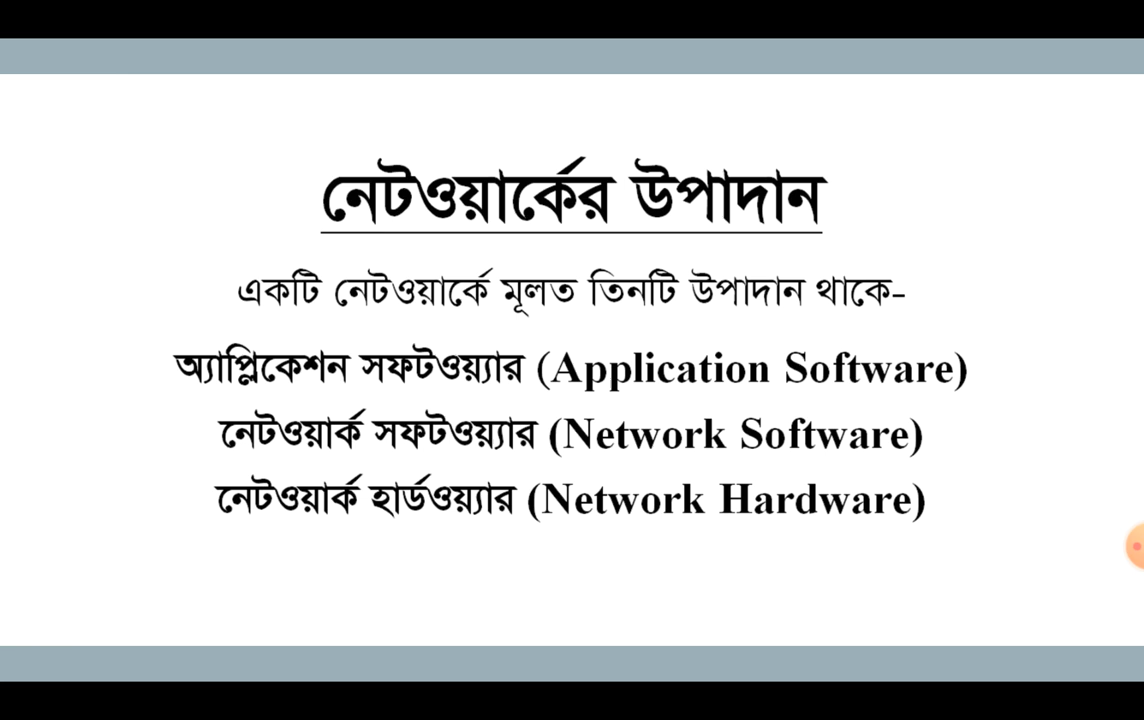 নেটওয়ার্কের উপাদান
একটি নেটওয়ার্কে মূলত তিনটি উপাদান থাকে-
অ্যাপ্লিকেশন সফটওয়্যার (Application Software)
নেটওয়ার্ক সফটওয়্যার (Network Software)
নেটওয়ার্ক হার্ডওয়্যার (Network Hardware)